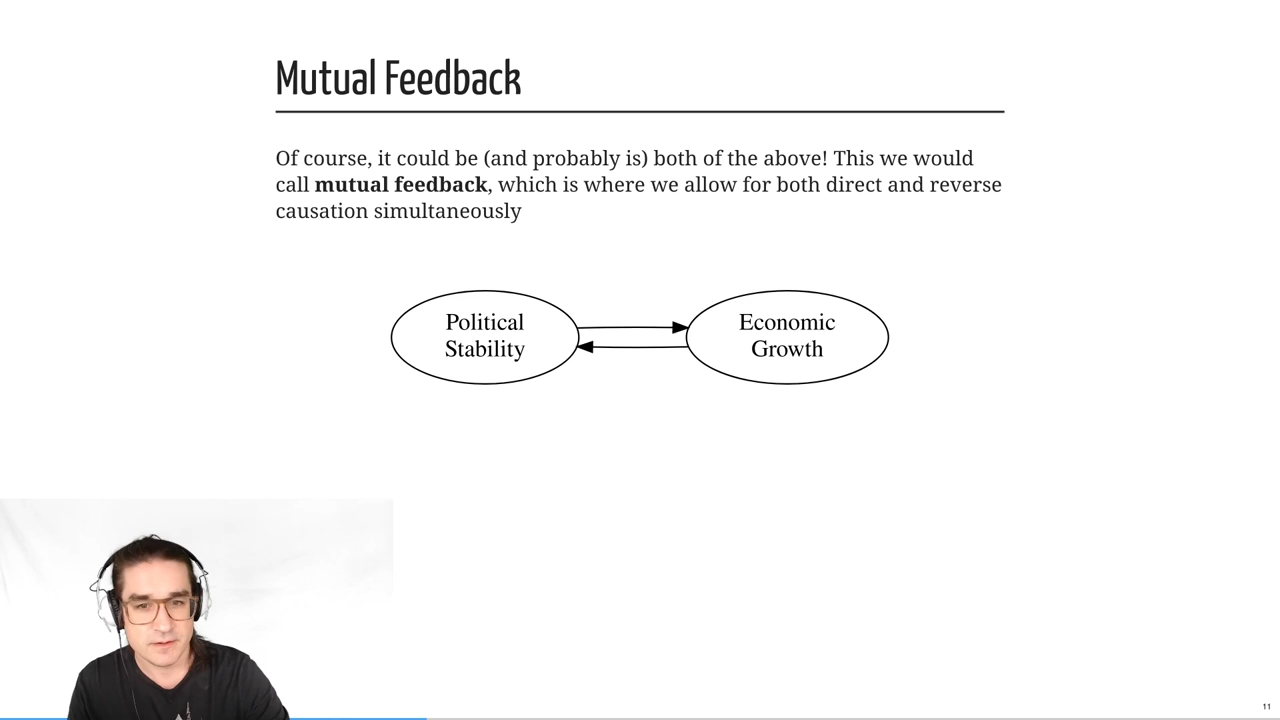 Mutual Feedback
Of course, it could be (and probably is) both of the above! This we would
call mutual feedback, which is where we allow for both direct and reverse
causation simultaneously
Political
Stability
Economic
Growth
11